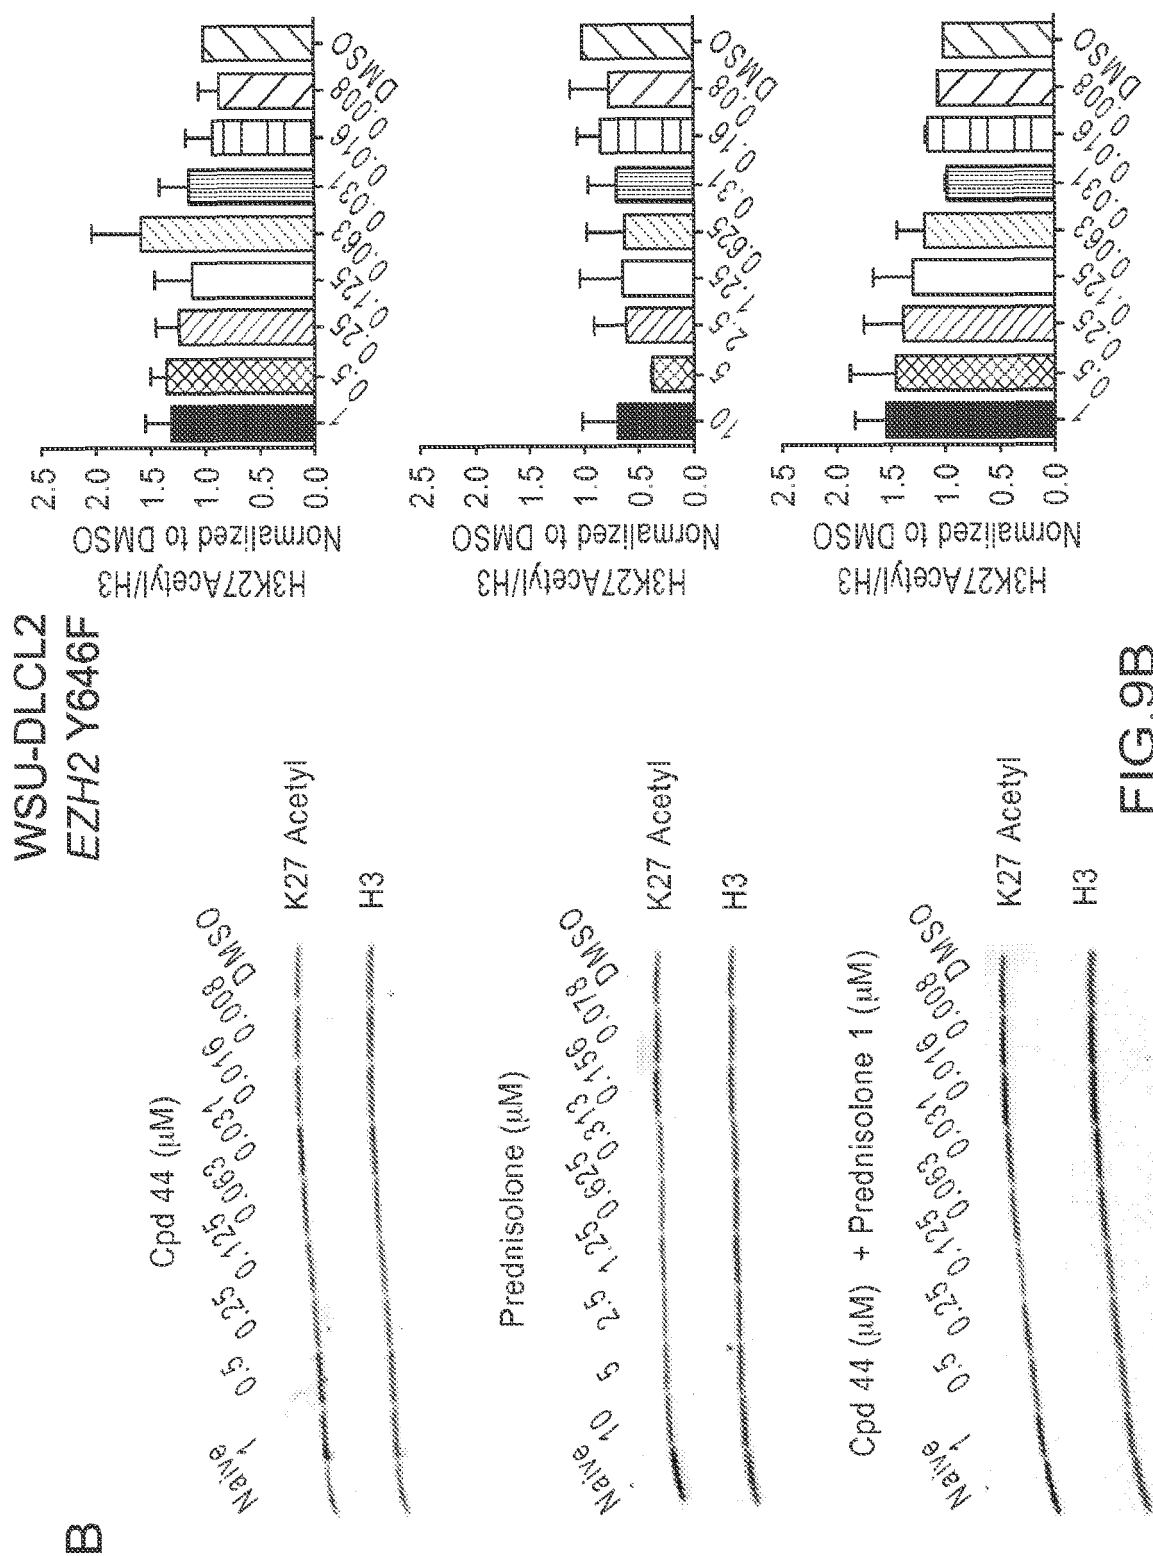 B
WSU-DLCL2
EZH2 Y646F
Cpd 44 (µM)
Naive 1 0.5 0.25 0.125 0.063 0.031 0.016 0.008 DMSO
K27 Acetyl
H3
H3K27Acetyl/H3
Normalized to DMSO
2.5
2.0
1.5
1.0
0.5
0.0
1 0.5 0.25 0.125 0.063 0.031 0.016 0.008 DMSO
Prednisolone (µM)
Naive 10 5 2.5 1.25 0.625 0.313 0.156 0.078 DMSO
K27 Acetyl
H3
H3K27Acetyl/H3
Normalized to DMSO
2.5
2.0
1.5
1.0
0.5
0.0
10 5 2.5 1.25 0.625 0.31 0.16 0.08 DMSO
Cpd 44 (µM) + Prednisolone 1 (µM)
Naive 1 0.5 0.25 0.125 0.063 0.031 0.016 0.008 DMSO
K27 Acetyl
H3
H3K27Acetyl/H3
Normalized to DMSO
2.5
2.0
1.5
1.0
0.5
0.0
1 0.5 0.25 0.125 0.063 0.031 0.016 0.008 DMSO
FIG.9B